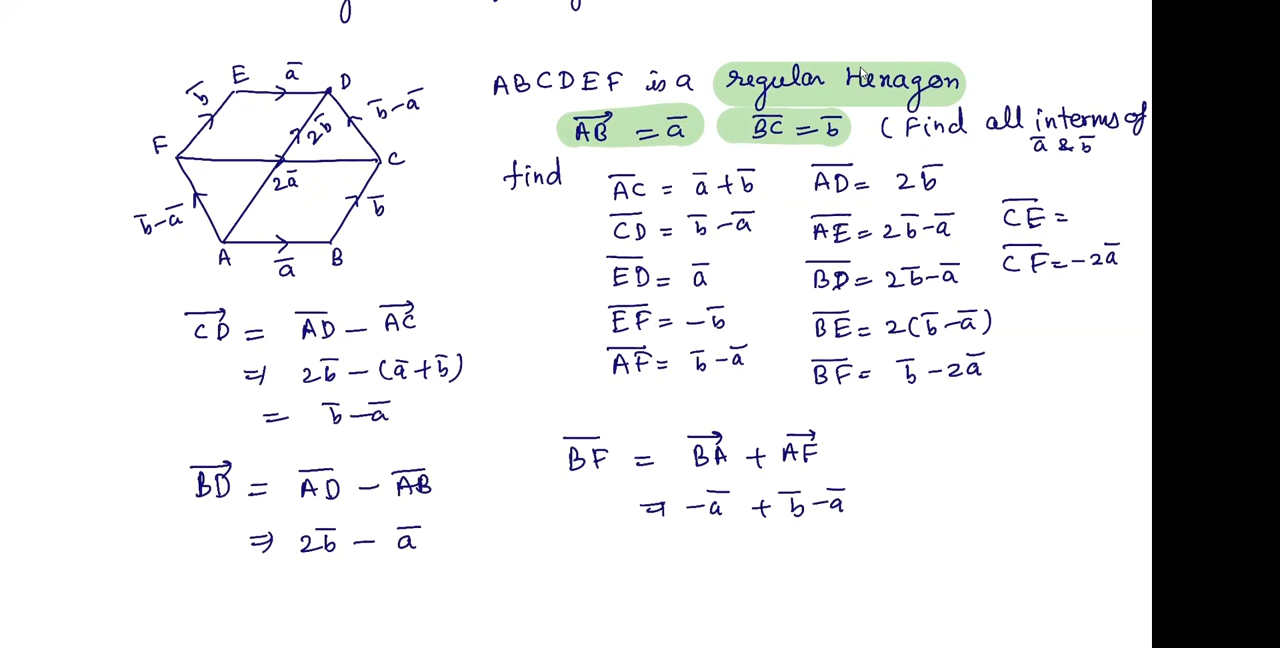 ABCDEF is a regular Hexagon
AB = a BC = b (Find all interms of a & b
find
AC = a + b
CD = b - a
ED = a
EF = -b
AF = b - a
AD = 2b
AE = 2b - a
BD = 2b - a
BE = 2(b - a)
BF = b - 2a
CE =
CF = -2a
E a D
b 2b b - a
F 2a C
b - a b
A a B
CD = AD - AC
⇒ 2b - (a + b)
= b - a
BD = AD - AB
⇒ 2b - a
BF = BA + AF
⇒ -a + b - a